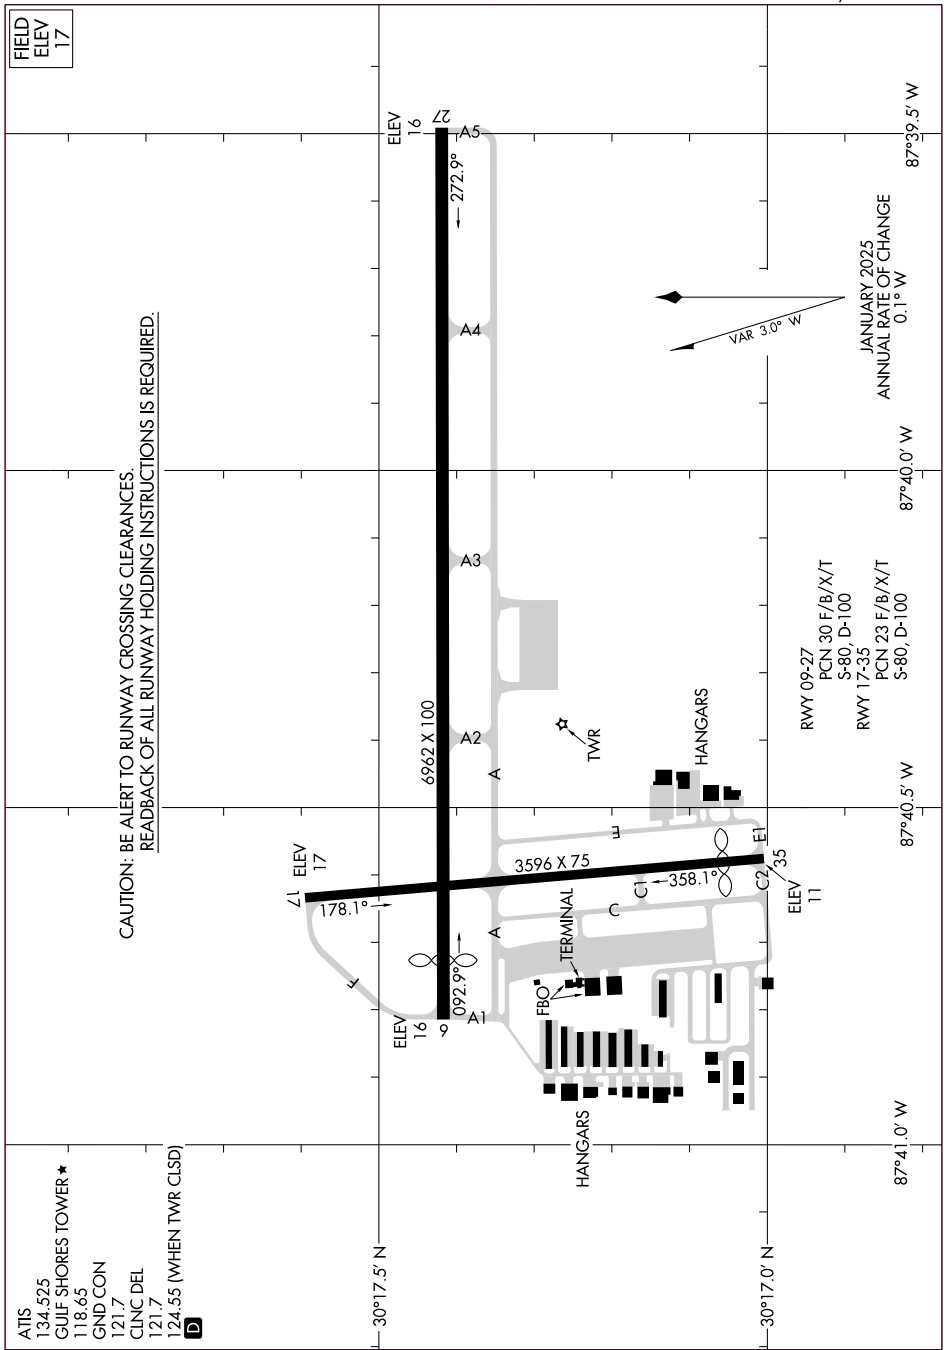 FIELD
ELEV
17
ATIS
134.525
GULF SHORES TOWER ★
118.65
GND CON
121.7
CLNC DEL
121.7
124.55 (WHEN TWR CLSD)
D
CAUTION: BE ALERT TO RUNWAY CROSSING CLEARANCES.
READBACK OF ALL RUNWAY HOLDING INSTRUCTIONS IS REQUIRED.
ELEV
17
17
178.1°
F
ELEV
16
9
A1
092.9°
A
6962 X 100
A
A2
A3
A4
272.9°
A5
27
ELEV
16
3596 X 75
E
C
C1
358.1°
C2
E1
35
ELEV
11
TERMINAL
FBO
HANGARS
TWR
HANGARS
RWY 09-27
PCN 30 F/B/X/T
S-80, D-100
RWY 17-35
PCN 23 F/B/X/T
S-80, D-100
VAR 3.0° W
JANUARY 2025
ANNUAL RATE OF CHANGE
0.1° W
30°17.5' N
30°17.0' N
87°41.0' W
87°40.5' W
87°40.0' W
87°39.5' W